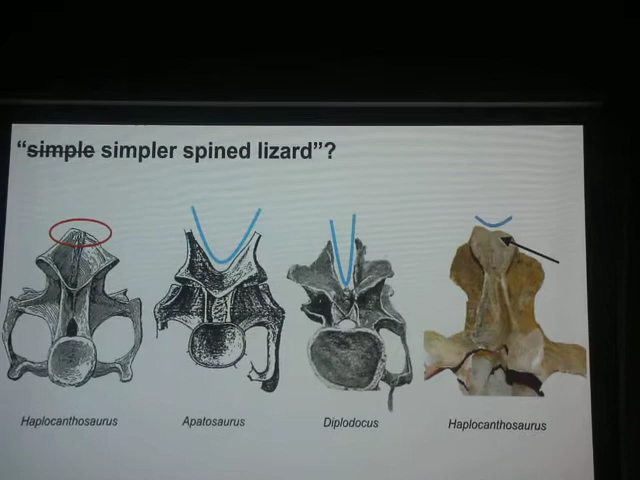 “simple simpler spined lizard”?
Haplocanthosaurus
Apatosaurus
Diplodocus
Haplocanthosaurus